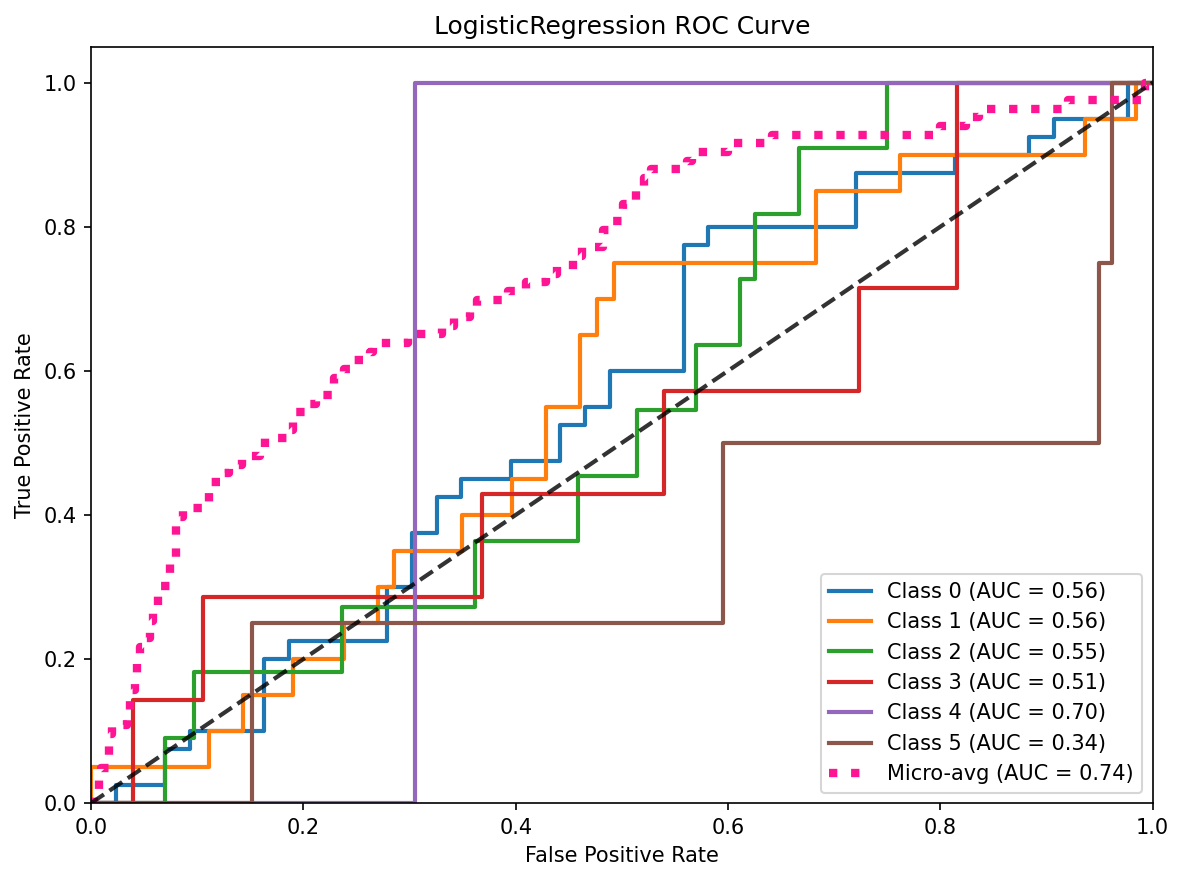 LogisticRegression ROC Curve
True Positive Rate
1.0
0.8
0.6
0.4
0.2
0.0
Class 0 (AUC = 0.56)
Class 1 (AUC = 0.56)
Class 2 (AUC = 0.55)
Class 3 (AUC = 0.51)
Class 4 (AUC = 0.70)
Class 5 (AUC = 0.34)
Micro-avg (AUC = 0.74)
0.0 0.2 0.4 0.6 0.8 1.0
False Positive Rate